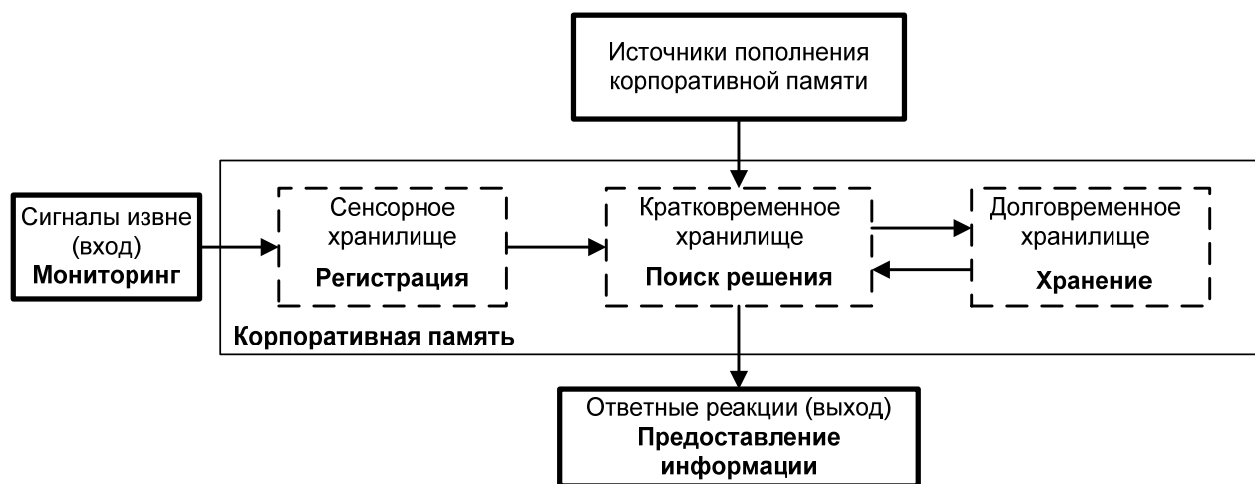 Источники пополнения
корпоративной памяти
Сигналы извне
(вход)
Мониторинг
Сенсорное
хранилище
Регистрация
Кратковременное
хранилище
Поиск решения
Долговременное
хранилище
Хранение
Корпоративная память
Ответные реакции (выход)
Предоставление
информации